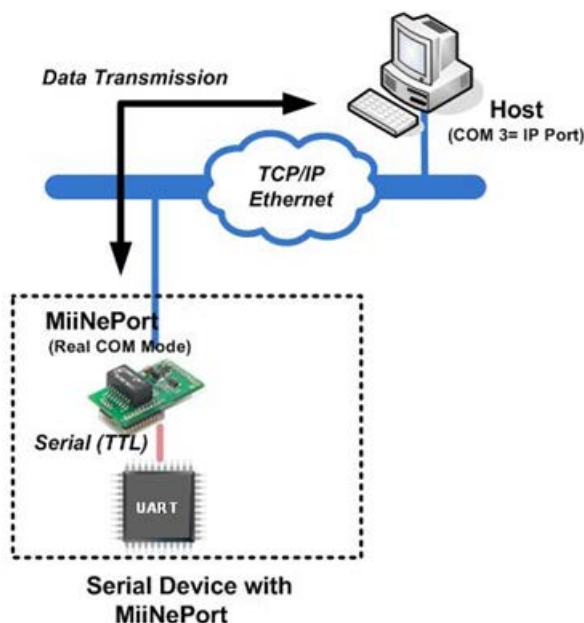 Data Transmission
Host
(COM 3= IP Port)
TCP/IP
Ethernet
MiiNePort
(Real COM Mode)
Serial (TTL)
UART
Serial Device with
MiiNePort